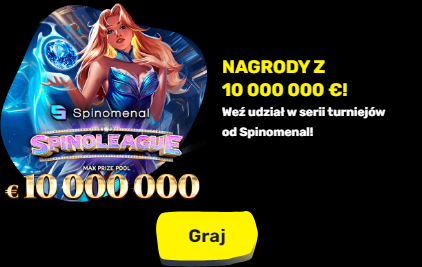 Spinomenal
SPINOLEAGUE
MAX PRIZE POOL
€ 10 000 000
NAGRODY Z
10 000 000 €!
Weź udział w serii turniejów
od Spinomenal!
Graj